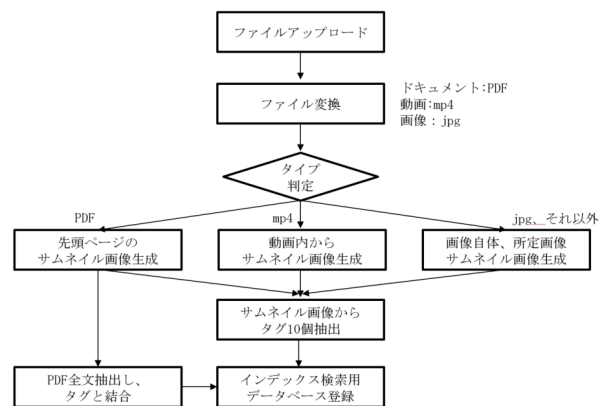 ファイルアップロード
ファイル変換
ドキュメント:PDF
動画:mp4
画像：jpg
タイプ
判定
PDF
mp4
jpg、それ以外
先頭ページの
サムネイル画像生成
動画内から
サムネイル画像生成
画像自体、所定画像
サムネイル画像生成
サムネイル画像から
タグ10個抽出
PDF全文抽出し、
タグと結合
インデックス検索用
データベース登録